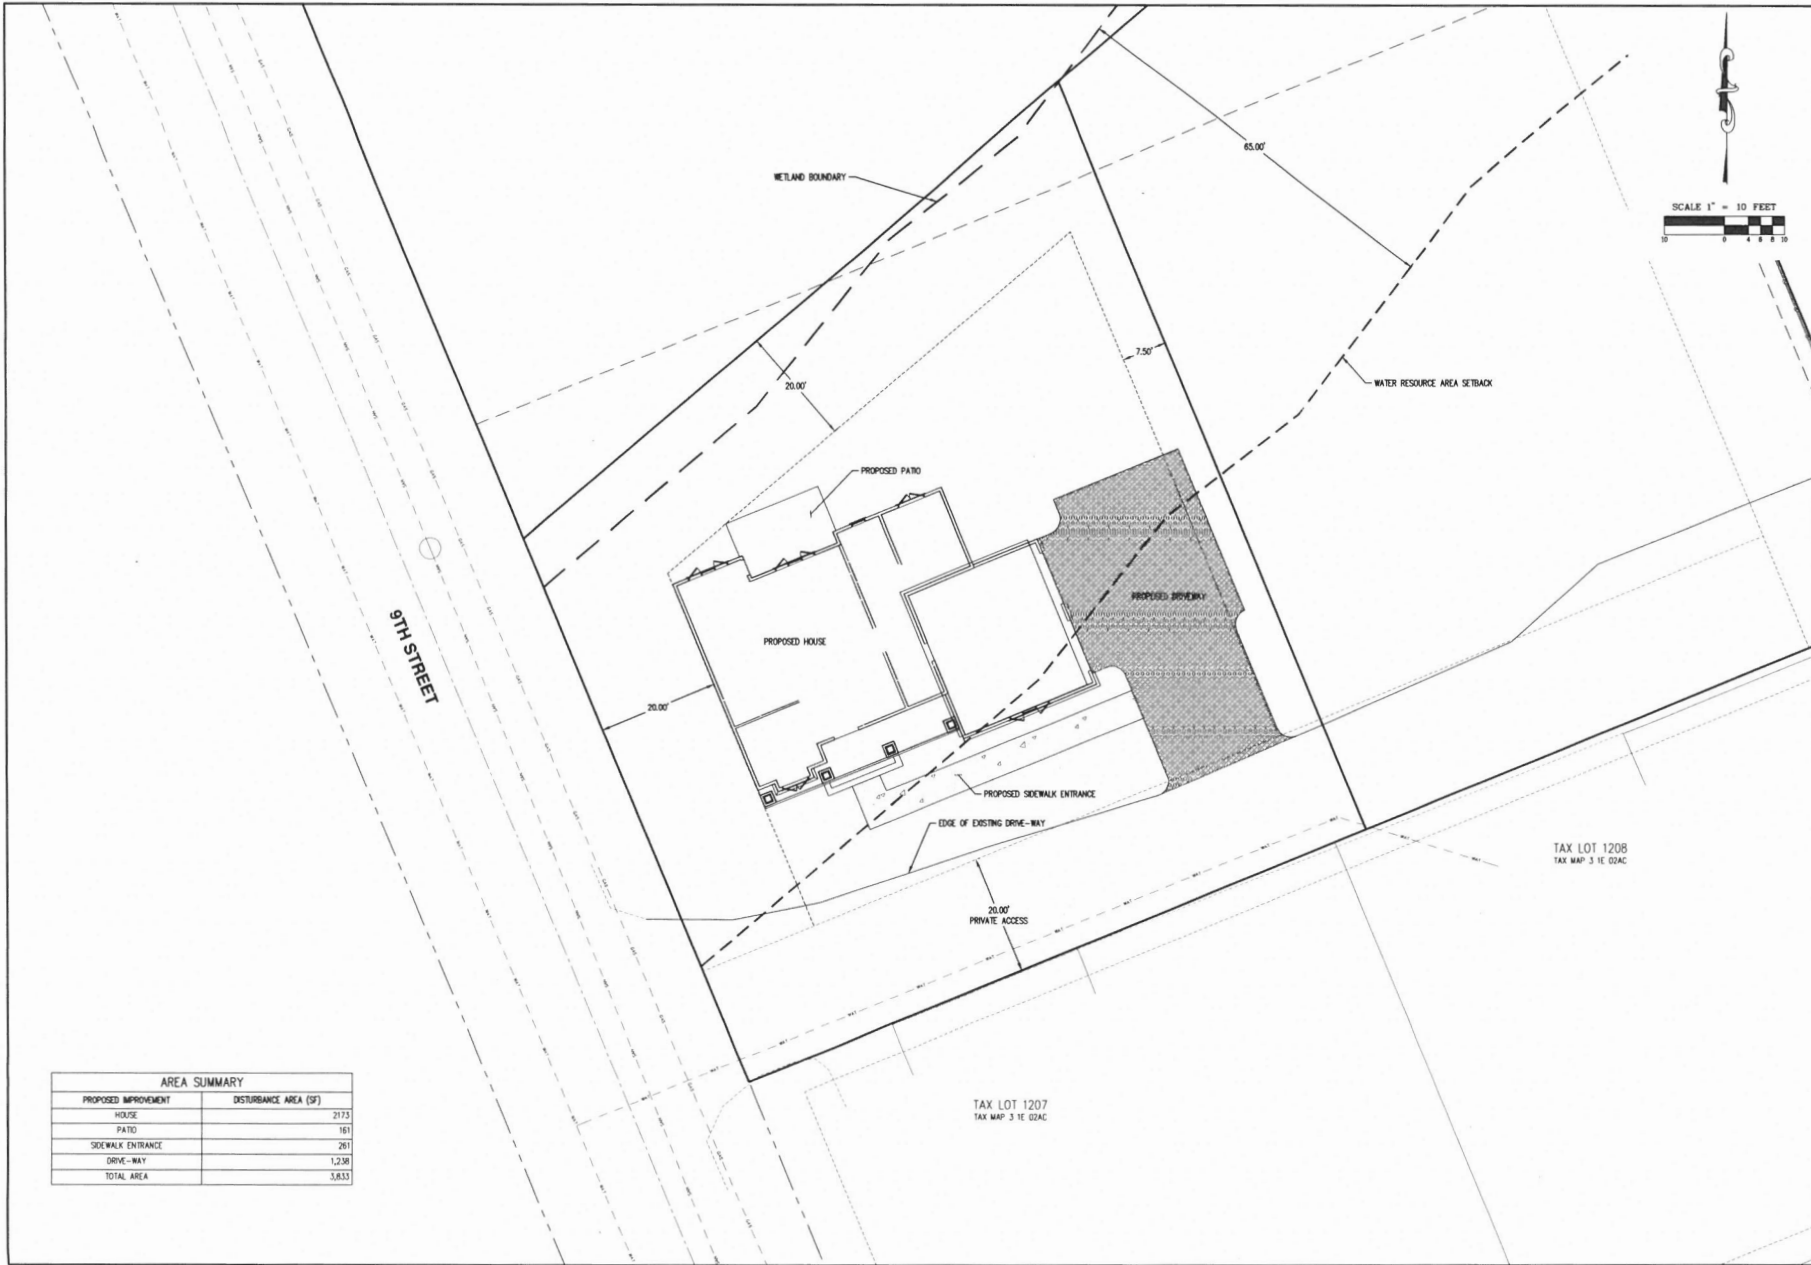 WETLAND BOUNDARY
65.00'
SCALE 1" = 10 FEET
10 0 4 6 8 10
20.00'
7.50'
WATER RESOURCE AREA SETBACK
PROPOSED PATIO
PROPOSED DRIVEWAY
9TH STREET
PROPOSED HOUSE
20.00'
PROPOSED SIDEWALK ENTRANCE
EDGE OF EXISTING DRIVE-WAY
20.00'
PRIVATE ACCESS
TAX LOT 1208
TAX MAP 3 1E 02AC
TAX LOT 1207
TAX MAP 3 1E 02AC
AREA SUMMARY
PROPOSED IMPROVEMENT DISTURBANCE AREA (SF)
HOUSE 2173
PATIO 161
SIDEWALK ENTRANCE 261
DRIVE-WAY 1,238
TOTAL AREA 3,833